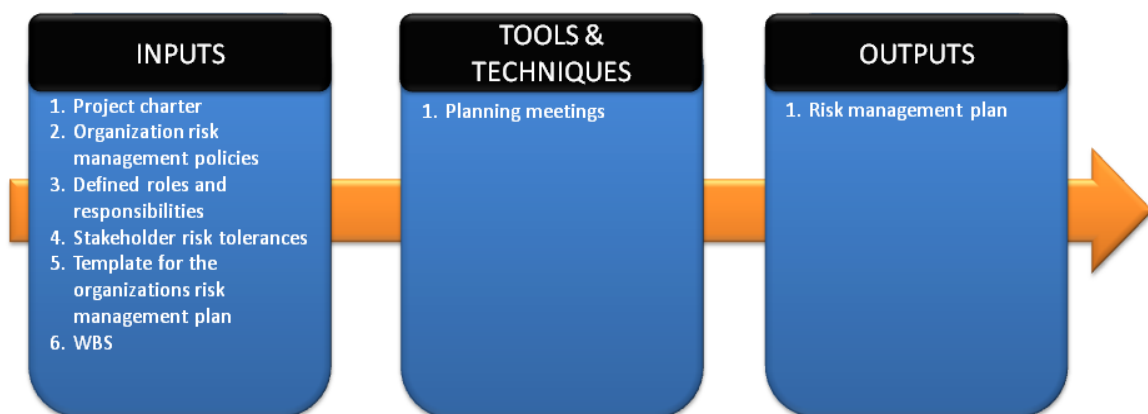 INPUTS
1. Project charter
2. Organization risk
management policies
3. Defined roles and
responsibilities
4. Stakeholder risk tolerances
5. Template for the
organizations risk
management plan
6. WBS
TOOLS &
TECHNIQUES
1. Planning meetings
OUTPUTS
1. Risk management plan